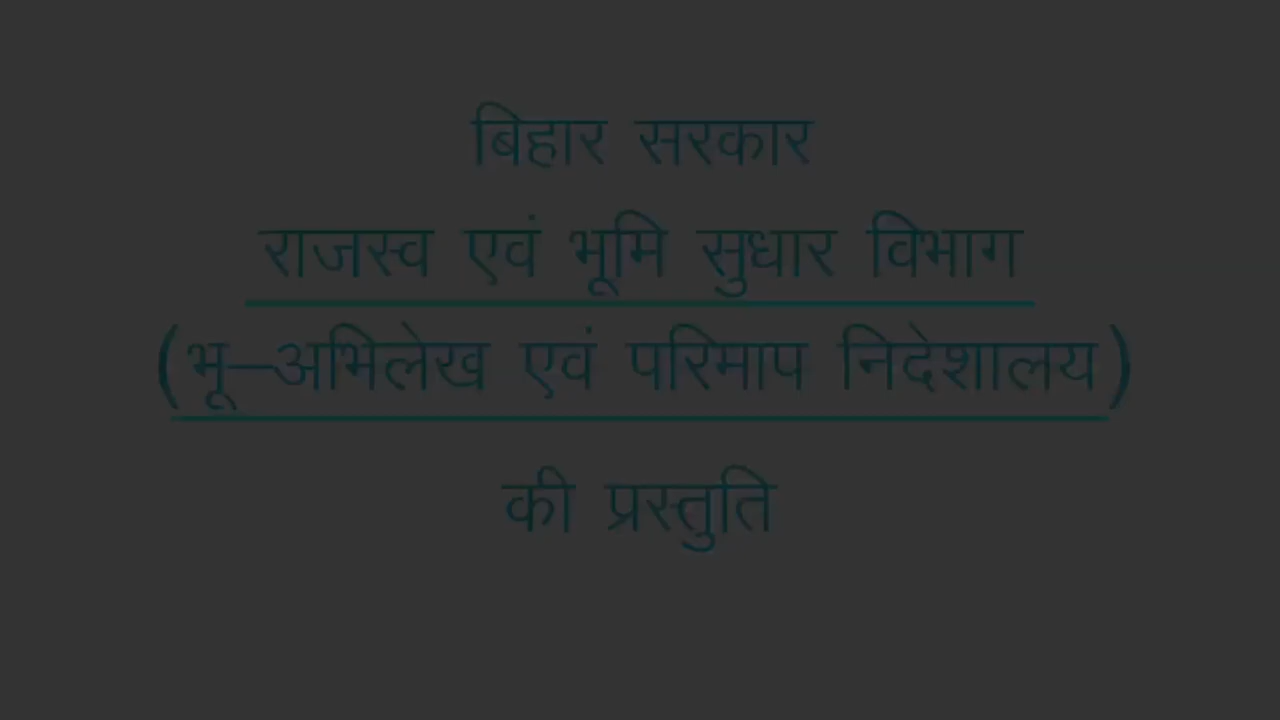 बिहार सरकार
राजस्व एवं भूमि सुधार विभाग
(भू–अभिलेख एवं परिमाप निदेशालय)
की प्रस्तुति